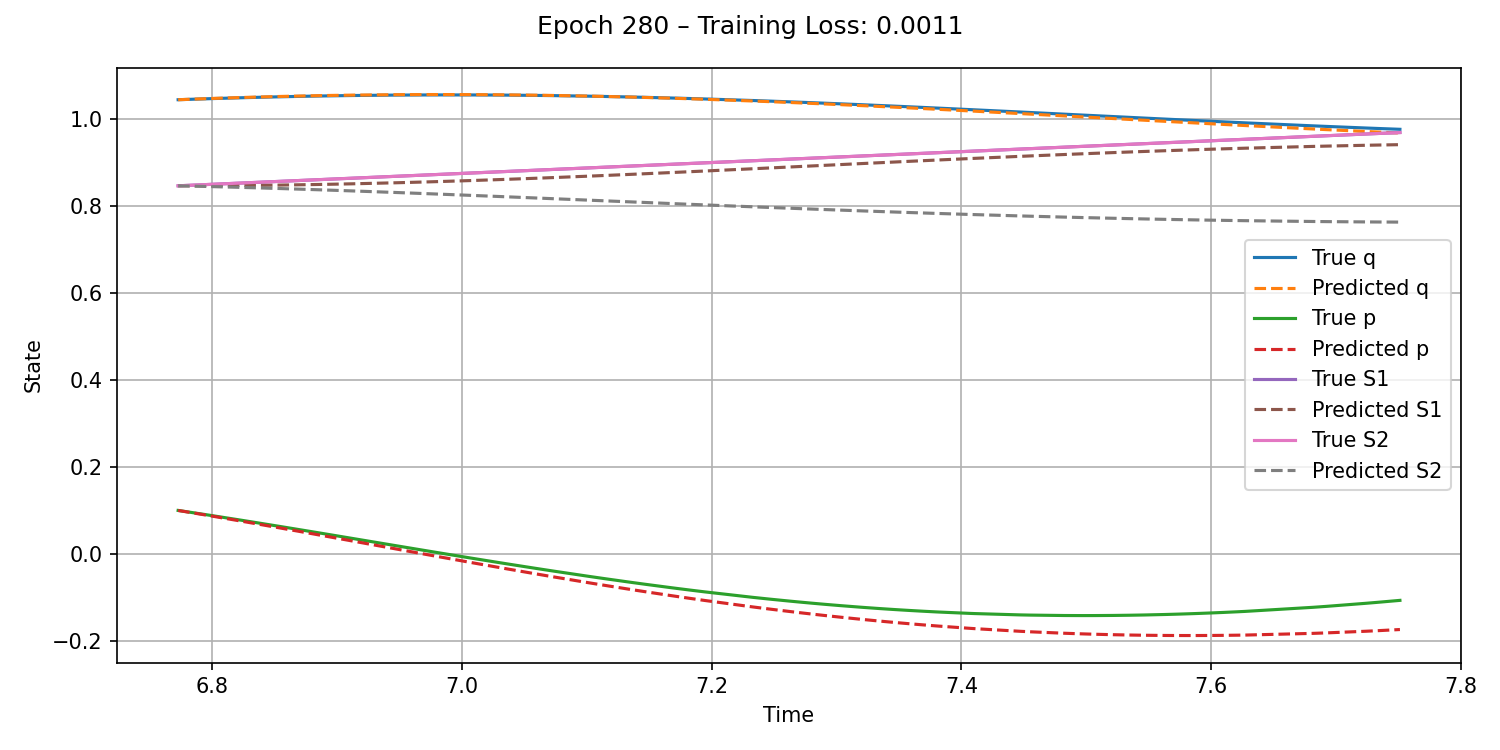 Epoch 280 – Training Loss: 0.0011
1.0
0.8
0.6
0.4
0.2
0.0
−0.2
State
True q
Predicted q
True p
Predicted p
True S1
Predicted S1
True S2
Predicted S2
6.8 7.0 7.2 7.4 7.6 7.8
Time